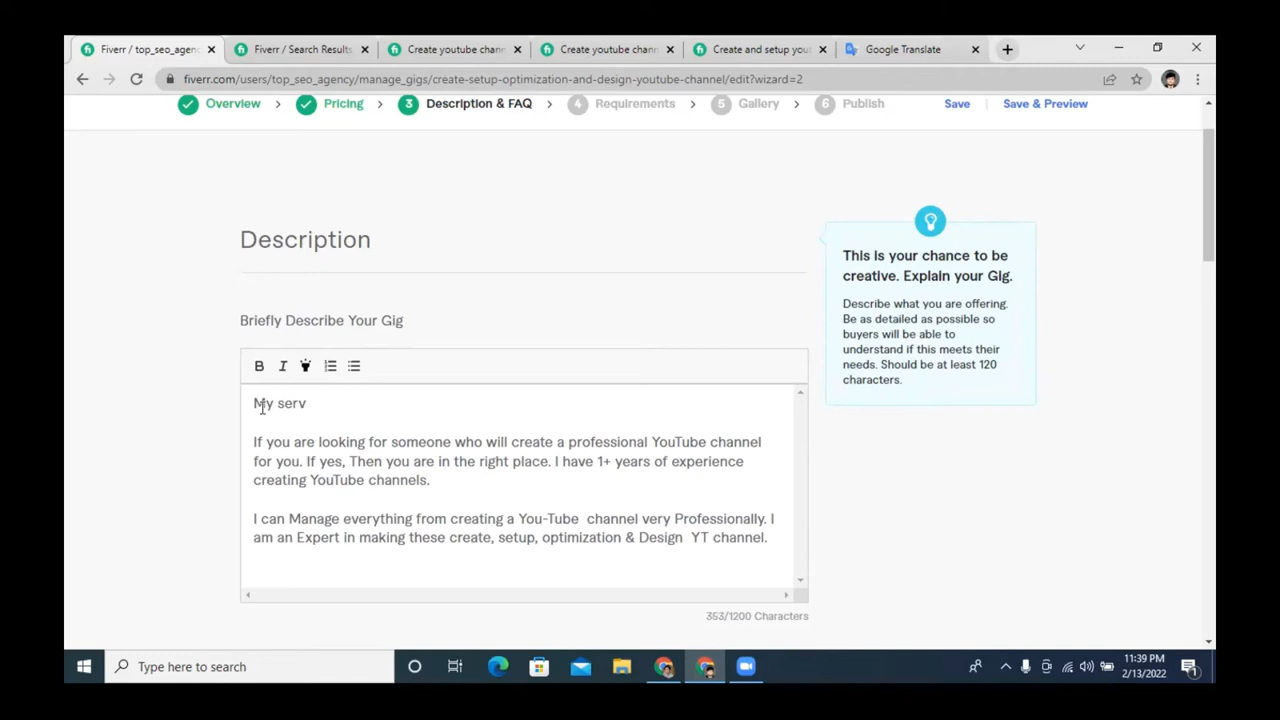 Fiverr / top_seo_agenc
Fiverr / Search Results
Create youtube chann
Create youtube chann
Create and setup you
Google Translate
fiverr.com/users/top_seo_agency/manage_gigs/create-setup-optimization-and-design-youtube-channel/edit?wizard=2
Overview
Pricing
3 Description & FAQ
4 Requirements
5 Gallery
6 Publish
Save
Save & Preview
Description
Briefly Describe Your Gig
B I
My serv
If you are looking for someone who will create a professional YouTube channel
for you. If yes, Then you are in the right place. I have 1+ years of experience
creating YouTube channels.
I can Manage everything from creating a You-Tube channel very Professionally. I
am an Expert in making these create, setup, optimization & Design YT channel.
353/1200 Characters
This is your chance to be
creative. Explain your Gig.
Describe what you are offering.
Be as detailed as possible so
buyers will be able to
understand if this meets their
needs. Should be at least 120
characters.
Type here to search
11:39 PM
2/13/2022
1